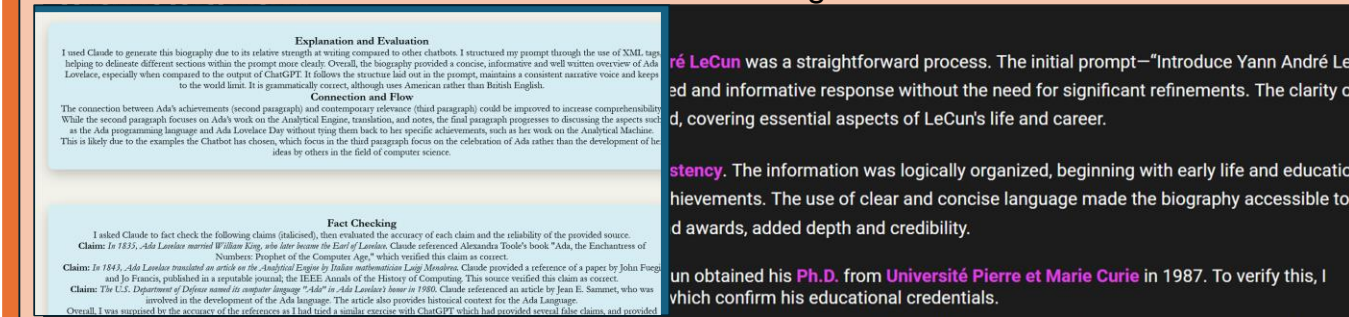 Explanation and Evaluation
I used Claude to generate this biography due to its relative strength at writing compared to other chatbots. I structured my prompt through the use of XML tags,
helping to delineate different sections within the prompt more clearly. Overall, the biography provided a concise, informative and well written overview of Ada
Lovelace, especially when compared to the output of ChatGPT. It follows the structure laid out in the prompt, maintains a consistent narrative voice and keeps
to the world limit. It is grammatically correct, although uses American rather than British English.
Connection and Flow
The connection between Ada's achievements (second paragraph) and contemporary relevance (third paragraph) could be improved to increase comprehensibility
While the second paragraph focuses on Ada's work on the Analytical Engine, translation, and notes, the final paragraph progresses to discussing the aspects such
as the Ada programming language and Ada Lovelace Day without tying them back to her specific achievements, such as her work on the Analytical Machine.
This is likely due to the examples the Chatbot has chosen, which focus in the third paragraph focus on the celebration of Ada rather than the development of he
ideas by others in the field of computer science.
Fact Checking
I asked Claude to fact check the following claims (italicised), then evaluated the accuracy of each claim and the reliability of the provided source.
Claim: In 1835, Ada Lovelace married William King, who later became the Earl of Lovelace. Claude referenced Alexandra Toole's book "Ada, the Enchantress of
Numbers: Prophet of the Computer Age," which verified this claim as correct.
Claim: In 1843, Ada Lovelace translated an article on the Analytical Engine by Italian mathematician Luigi Menabrea. Claude provided a reference of a paper by John Fuegi
and Jo Francis, published in a reputable journal; the IEEE Annals of the History of Computing. This source verified this claim as correct.
Claim: The U.S. Department of Defense named its computer language "Ada" in Ada Lovelace's honor in 1980. Claude referenced an article by Jean E. Sammet, who was
involved in the development of the Ada language. The article also provides historical context for the Ada Language.
Overall, I was surprised by the accuracy of the references as I had tried a similar exercise with ChatGPT which had provided several false claims, and provided
ré LeCun was a straightforward process. The initial prompt—“Introduce Yann André Le
ed and informative response without the need for significant refinements. The clarity o
d, covering essential aspects of LeCun's life and career.
stency. The information was logically organized, beginning with early life and educatio
hievements. The use of clear and concise language made the biography accessible to
d awards, added depth and credibility.
un obtained his Ph.D. from Université Pierre et Marie Curie in 1987. To verify this, I
which confirm his educational credentials.